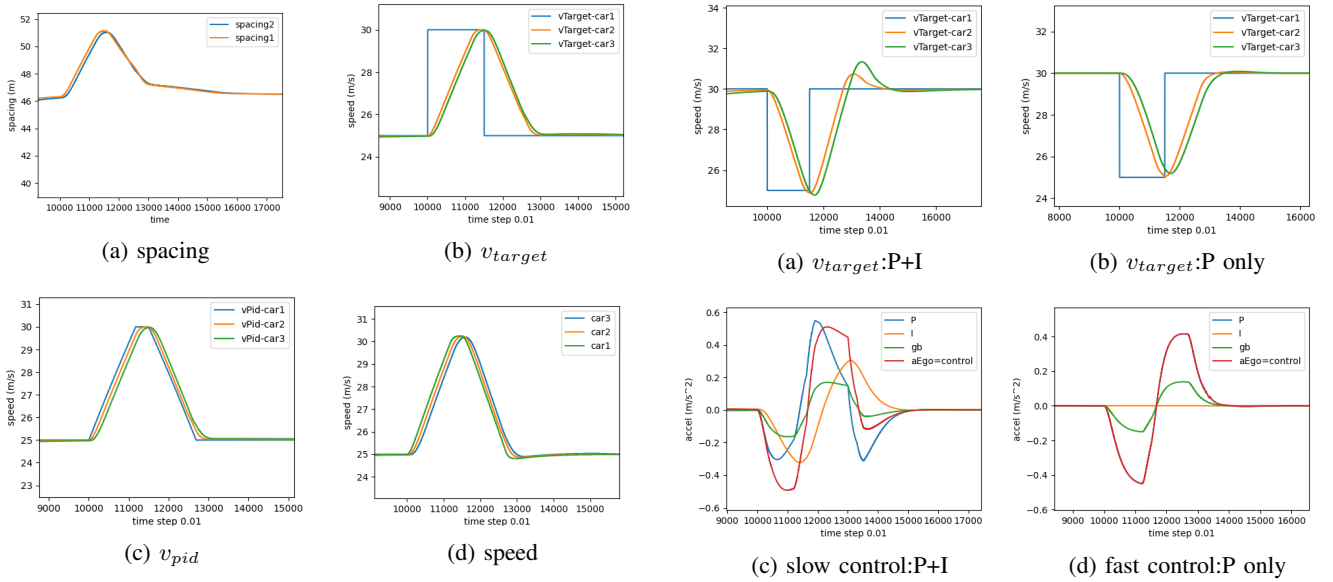 52
50
48
46
44
42
40
spacing (m)
spacing2
spacing1
10000 11000 12000 13000 14000 15000 16000 17000
time
(a) spacing
32
30
28
26
24
speed (m/s)
vTarget-car1
vTarget-car2
vTarget-car3
9000 10000 11000 12000 13000 14000 15000
time step 0.01
(b) v_target
34
32
30
28
26
speed (m/s)
vTarget-car1
vTarget-car2
vTarget-car3
10000 12000 14000 16000
time step 0.01
(a) v_target:P+I
34
32
30
28
26
24
speed (m/s)
vTarget-car1
vTarget-car2
vTarget-car3
8000 10000 12000 14000 16000
time step 0.01
(b) v_target:P only
31
30
29
28
27
26
25
24
23
speed (m/s)
vPid-car1
vPid-car2
vPid-car3
9000 10000 11000 12000 13000 14000 15000
time step 0.01
(c) v_pid
32
31
30
29
28
27
26
25
24
speed (m/s)
car3
car2
car1
10000 11000 12000 13000 14000 15000
time step 0.01
(d) speed
0.6
0.4
0.2
0.0
−0.2
−0.4
−0.6
accel (m/s^2)
P
I
gb
aEgo=control
9000 10000 11000 12000 13000 14000 15000 16000 17000
time step 0.01
(c) slow control:P+I
0.4
0.2
0.0
−0.2
−0.4
−0.6
accel (m/s^2)
P
I
gb
aEgo=control
9000 10000 11000 12000 13000 14000 15000 16000
time step 0.01
(d) fast control:P only